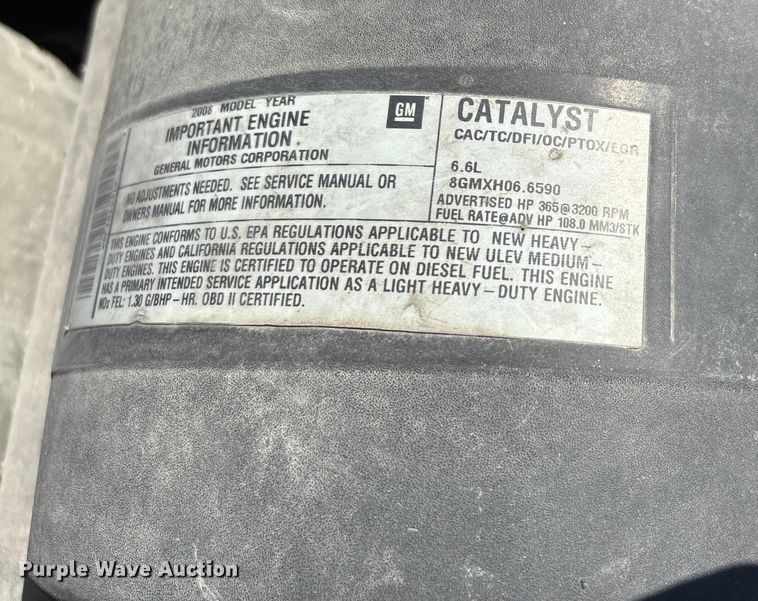 2008 MODEL YEAR
IMPORTANT ENGINE
INFORMATION
GENERAL MOTORS CORPORATION
GM
CATALYST
CAC/TC/DFI/OC/PTOX/EGR
6.6L
8GMXH06.6590
ADVERTISED HP 365@3200 RPM
FUEL RATE@ADV HP 108.0 MM3/STK
NO ADJUSTMENTS NEEDED. SEE SERVICE MANUAL OR
OWNERS MANUAL FOR MORE INFORMATION.
THIS ENGINE CONFORMS TO U.S. EPA REGULATIONS APPLICABLE TO NEW HEAVY-
DUTY ENGINES AND CALIFORNIA REGULATIONS APPLICABLE TO NEW ULEV MEDIUM-
DUTY ENGINES. THIS ENGINE IS CERTIFIED TO OPERATE ON DIESEL FUEL. THIS ENGINE
HAS A PRIMARY INTENDED SERVICE APPLICATION AS A LIGHT HEAVY-DUTY ENGINE.
NOx FEL: 1.30 G/BHP-HR. OBD II CERTIFIED.
Purple Wave Auction